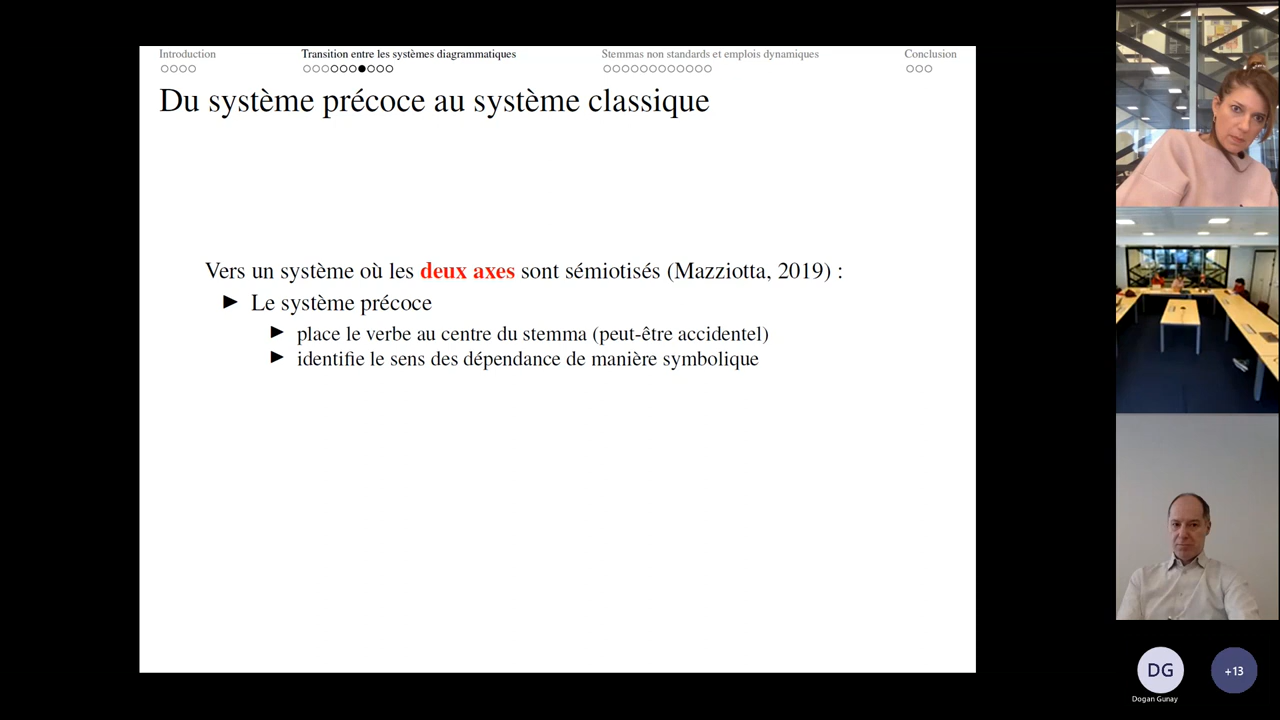 Introduction
Transition entre les systèmes diagrammatiques
Stemmas non standards et emplois dynamiques
Conclusion
Du système précoce au système classique
Vers un système où les deux axes sont sémiotisés (Mazziotta, 2019) :
Le système précoce
place le verbe au centre du stemma (peut-être accidentel)
identifie le sens des dépendance de manière symbolique
DG
+13
Dogan Gunay